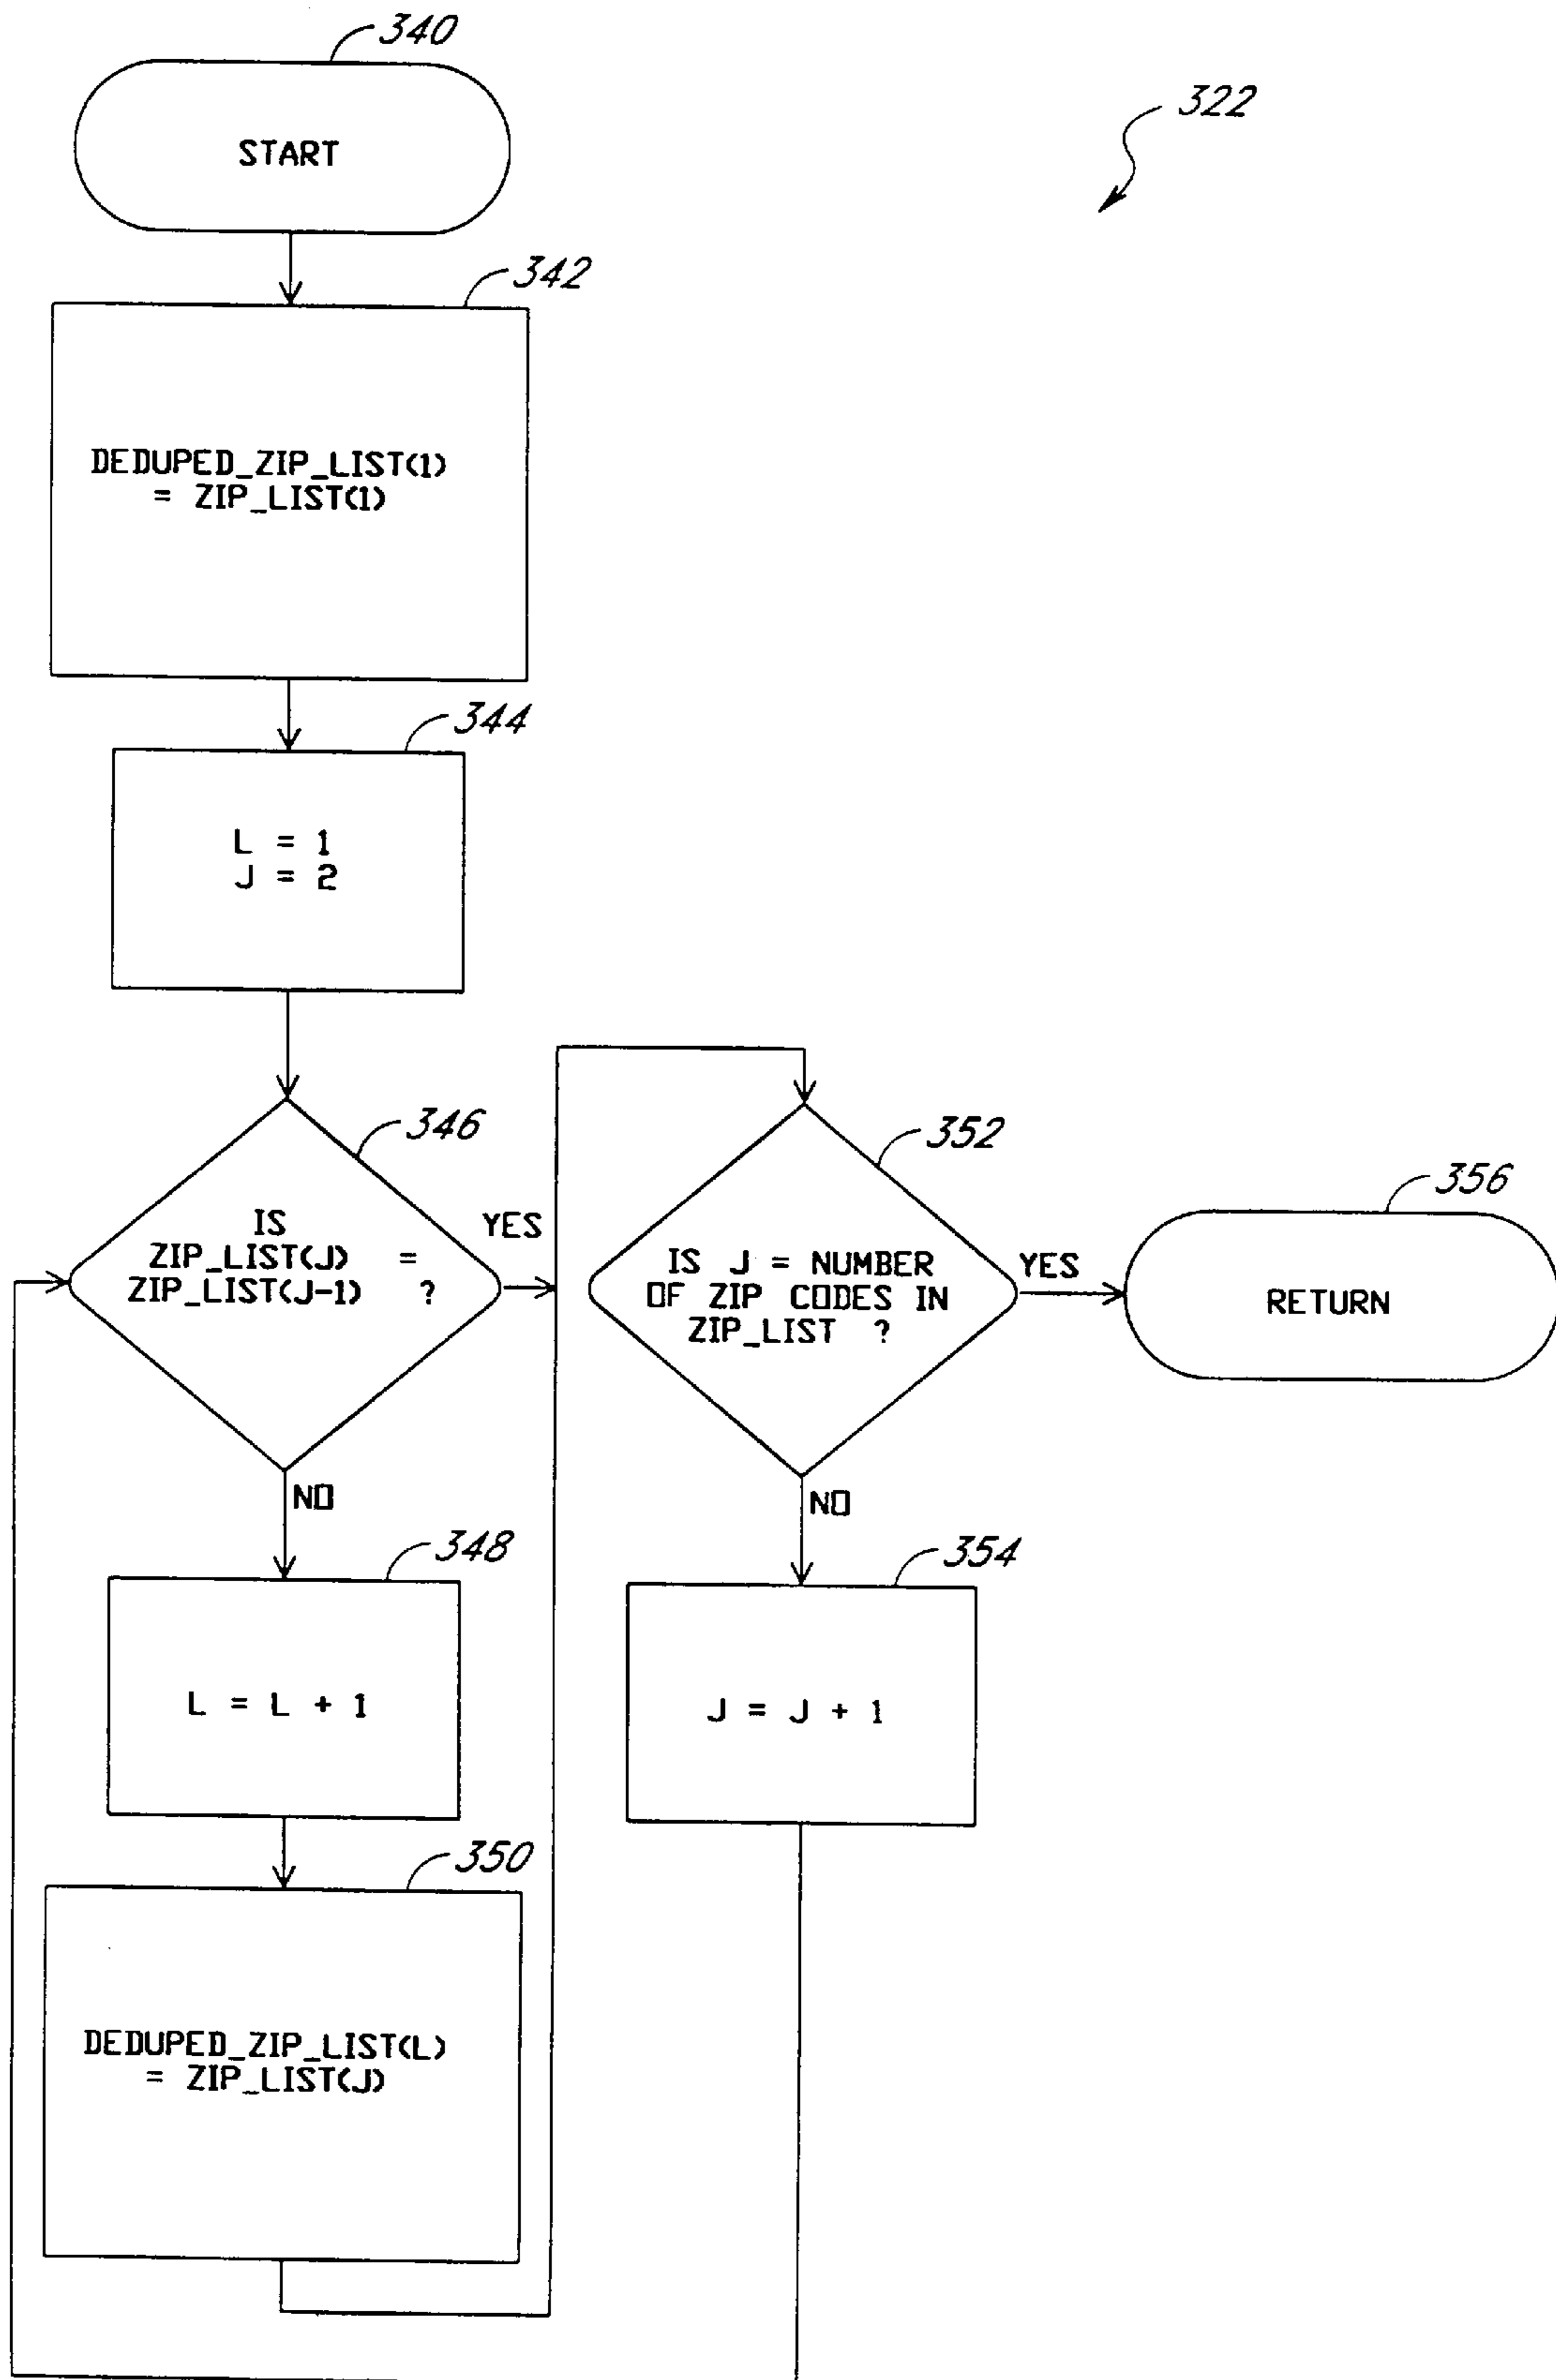 340
START
322
342
DEDUPED_ZIP_LIST(1)
= ZIP_LIST(1)
344
L = 1
J = 2
346
IS
ZIP_LIST(J) =
ZIP_LIST(J-1) ?
YES
NO
348
L = L + 1
350
DEDUPED_ZIP_LIST(L)
= ZIP_LIST(J)
352
IS J = NUMBER
OF ZIP CODES IN
ZIP_LIST ?
YES
NO
354
J = J + 1
356
RETURN